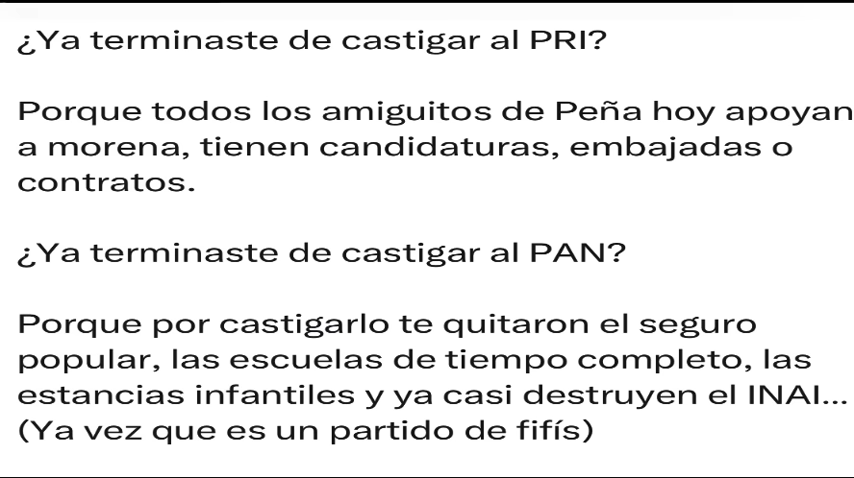 ¿Ya terminaste de castigar al PRI?
Porque todos los amiguitos de Peña hoy apoyan
a morena, tienen candidaturas, embajadas o
contratos.
¿Ya terminaste de castigar al PAN?
Porque por castigarlo te quitaron el seguro
popular, las escuelas de tiempo completo, las
estancias infantiles y ya casi destruyen el INAI...
(Ya vez que es un partido de fifís)